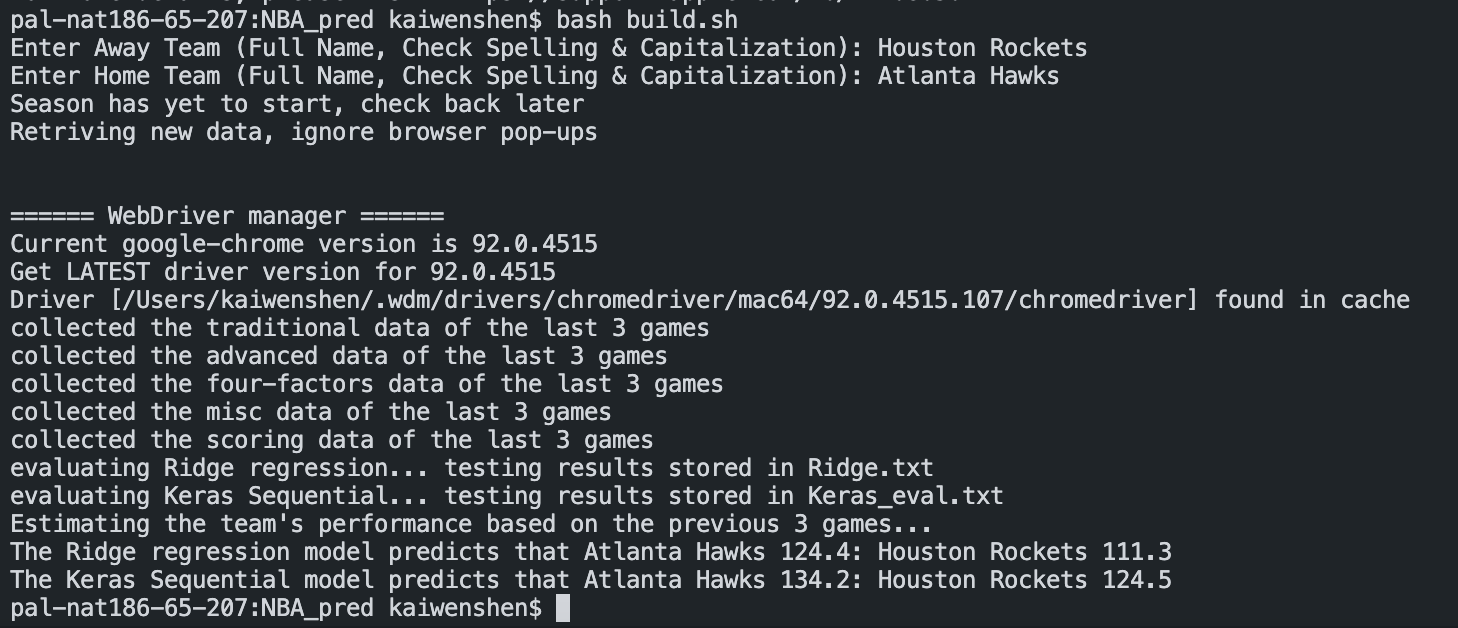 pal-nat186-65-207:NBA_pred kaiwenshen$ bash build.sh
Enter Away Team (Full Name, Check Spelling & Capitalization): Houston Rockets
Enter Home Team (Full Name, Check Spelling & Capitalization): Atlanta Hawks
Season has yet to start, check back later
Retriving new data, ignore browser pop-ups
====== WebDriver manager ======
Current google-chrome version is 92.0.4515
Get LATEST driver version for 92.0.4515
Driver [/Users/kaiwenshen/.wdm/drivers/chromedriver/mac64/92.0.4515.107/chromedriver] found in cache
collected the traditional data of the last 3 games
collected the advanced data of the last 3 games
collected the four-factors data of the last 3 games
collected the misc data of the last 3 games
collected the scoring data of the last 3 games
evaluating Ridge regression... testing results stored in Ridge.txt
evaluating Keras Sequential... testing results stored in Keras_eval.txt
Estimating the team's performance based on the previous 3 games...
The Ridge regression model predicts that Atlanta Hawks 124.4: Houston Rockets 111.3
The Keras Sequential model predicts that Atlanta Hawks 134.2: Houston Rockets 124.5
pal-nat186-65-207:NBA_pred kaiwenshen$